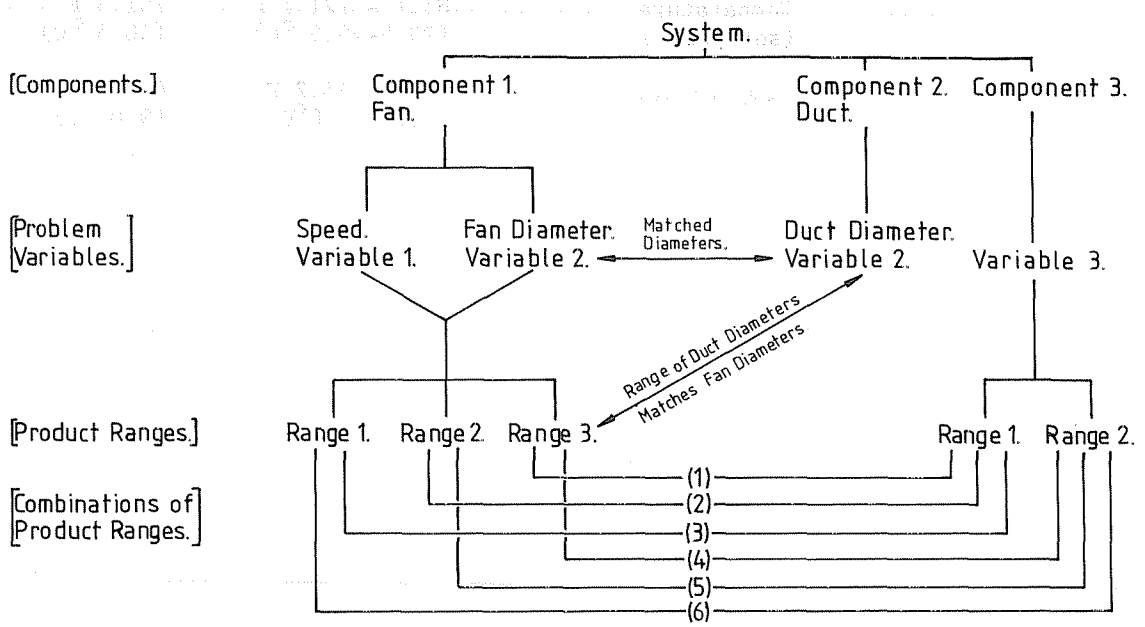 System.
[Components.]
Component 1.
Fan.
Component 2.
Duct.
Component 3.
[Problem
Variables.]
Speed.
Variable 1.
Fan Diameter.
Variable 2.
Matched
Diameters.
Duct Diameter.
Variable 2.
Variable 3.
Range of Duct Diameters
Matches Fan Diameters
[Product Ranges.]
Range 1.
Range 2.
Range 3.
Range 1.
Range 2.
[Combinations of
Product Ranges.]
(1)
(2)
(3)
(4)
(5)
(6)